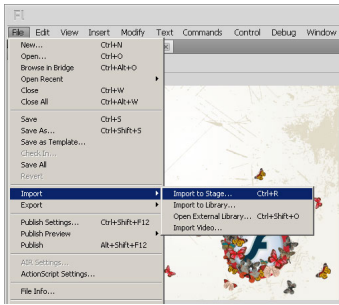 Fl
File Edit View Insert Modify Text Commands Control Debug Window
New... Ctrl+N
Open... Ctrl+O
Browse in Bridge Ctrl+Alt+O
Open Recent
Close Ctrl+W
Close All Ctrl+Alt+W
Save Ctrl+S
Save As... Ctrl+Shift+S
Save as Template...
Check In...
Save All
Revert
Import
Import to Stage... Ctrl+R
Export
Import to Library...
Open External Library... Ctrl+Shift+O
Publish Settings... Ctrl+Shift+F12
Import Video...
Publish Preview
Publish Alt+Shift+F12
AIR Settings...
ActionScript Settings...
File Info...